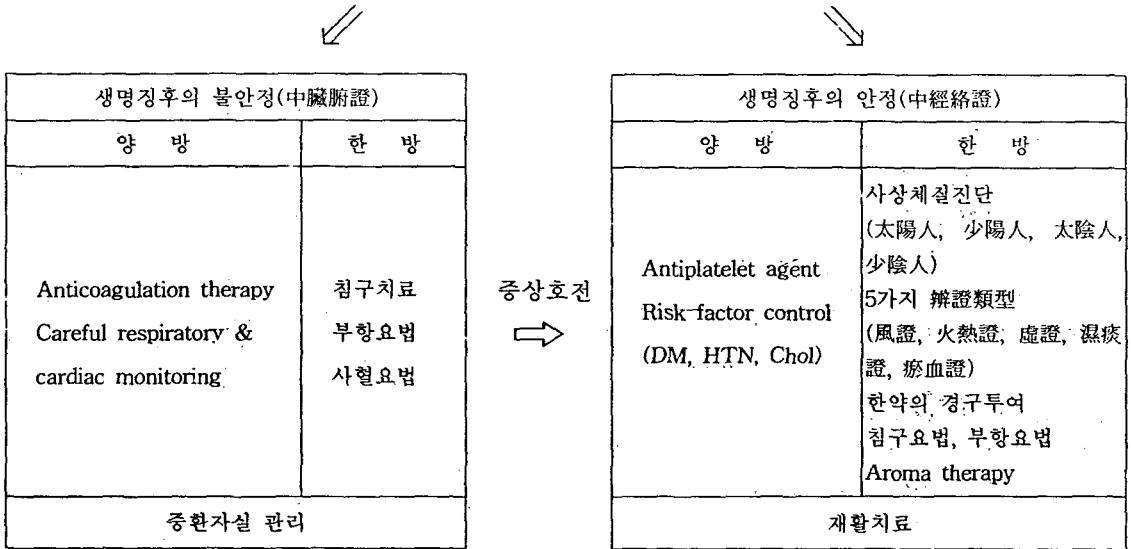 생명징후의 불안정(中臟腑證)
양 방
한 방
Anticoagulation therapy
Careful respiratory &
cardiac monitoring
침구치료
부항요법
사혈요법
중환자실 관리
증상호전
생명징후의 안정(中經絡證)
양 방
한 방
Antiplatelet agent
Risk-factor control
(DM, HTN, Chol)
사상체질진단
(太陽人, 少陽人, 太陰人,
少陰人)
5가지 辨證類型
(風證, 火熱證, 虛證, 濕痰
證, 瘀血證)
한약의 경구투여
침구요법, 부항요법
Aroma therapy
재활치료